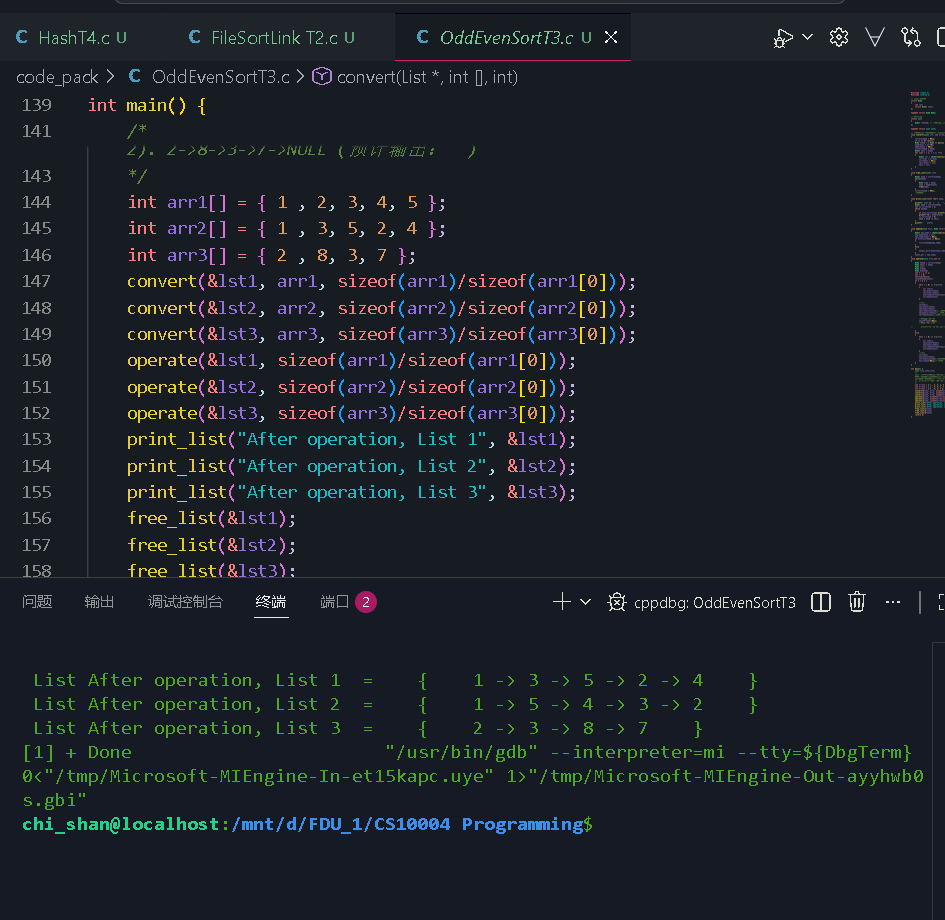 C HashT4.c U C FileSortLink T2.c U C OddEvenSortT3.c U
code_pack > C OddEvenSortT3.c > convert(List *, int [], int)
139 int main() {
141 /*
2). 2->8->3->7->NULL (预计输出: )
143 */
144 int arr1[] = { 1 , 2, 3, 4, 5 };
145 int arr2[] = { 1 , 3, 5, 2, 4 };
146 int arr3[] = { 2 , 8, 3, 7 };
147 convert(&lst1, arr1, sizeof(arr1)/sizeof(arr1[0]));
148 convert(&lst2, arr2, sizeof(arr2)/sizeof(arr2[0]));
149 convert(&lst3, arr3, sizeof(arr3)/sizeof(arr3[0]));
150 operate(&lst1, sizeof(arr1)/sizeof(arr1[0]));
151 operate(&lst2, sizeof(arr2)/sizeof(arr2[0]));
152 operate(&lst3, sizeof(arr3)/sizeof(arr3[0]));
153 print_list("After operation, List 1", &lst1);
154 print_list("After operation, List 2", &lst2);
155 print_list("After operation, List 3", &lst3);
156 free_list(&lst1);
157 free_list(&lst2);
158 free_list(&lst3);
问题 输出 调试控制台 终端 端口 2 cppdbg: OddEvenSortT3
List After operation, List 1 = { 1 -> 3 -> 5 -> 2 -> 4 }
List After operation, List 2 = { 1 -> 5 -> 4 -> 3 -> 2 }
List After operation, List 3 = { 2 -> 3 -> 8 -> 7 }
[1] + Done "/usr/bin/gdb" --interpreter=mi --tty=${DbgTerm}
0<"/tmp/Microsoft-MIEngine-In-et15kapc.uye" 1>"/tmp/Microsoft-MIEngine-Out-ayyhwb0
s.gbi"
chi_shan@localhost:/mnt/d/FDU_1/CS10004 Programming$